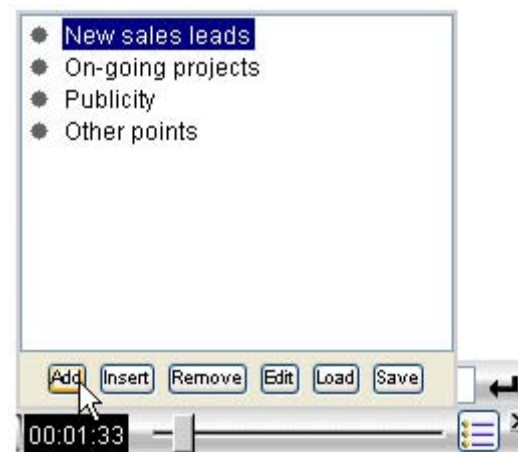 New sales leads
On-going projects
Publicity
Other points
Add Insert Remove Edit Load Save
00:01:33